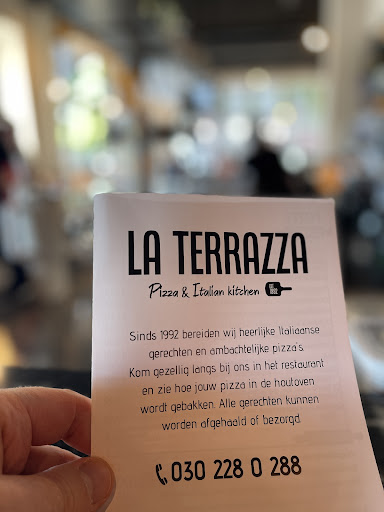 LA TERRAZZA
Pizza & Italian kitchen
Sinds 1992 bereiden wij heerlijke Italiaanse
gerechten en ambachtelijke pizza's.
Kom gezellig langs bij ons in het restaurant
en zie hoe jouw pizza in de houtoven
wordt gebakken. Alle gerechten kunnen
worden afgehaald of bezorgd.
030 228 0 288